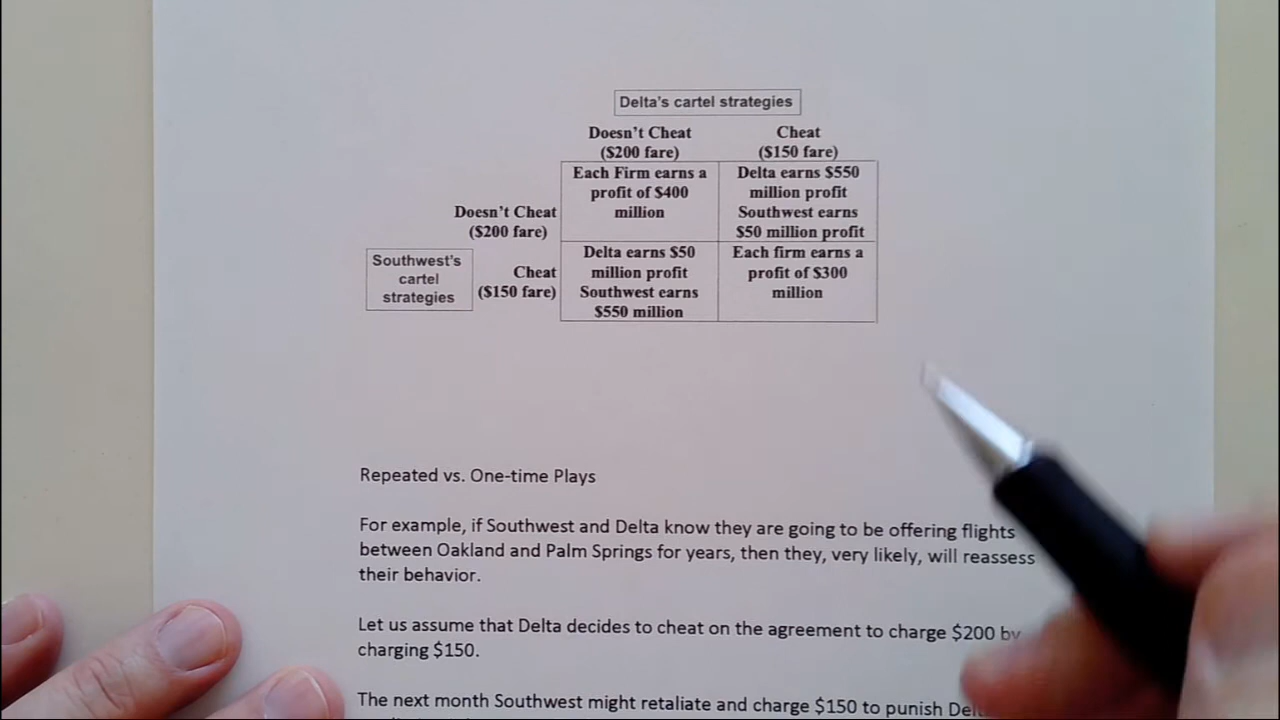 Delta's cartel strategies
Doesn't Cheat
($200 fare)
Cheat
($150 fare)
Doesn't Cheat
($200 fare)
Each Firm earns a
profit of $400
million
Delta earns $550
million profit
Southwest earns
$50 million profit
Southwest's
cartel
strategies
Cheat
($150 fare)
Delta earns $50
million profit
Southwest earns
$550 million
Each firm earns a
profit of $300
million
Repeated vs. One-time Plays
For example, if Southwest and Delta know they are going to be offering flights
between Oakland and Palm Springs for years, then they, very likely, will reassess
their behavior.
Let us assume that Delta decides to cheat on the agreement to charge $200 by
charging $150.
The next month Southwest might retaliate and charge $150 to punish